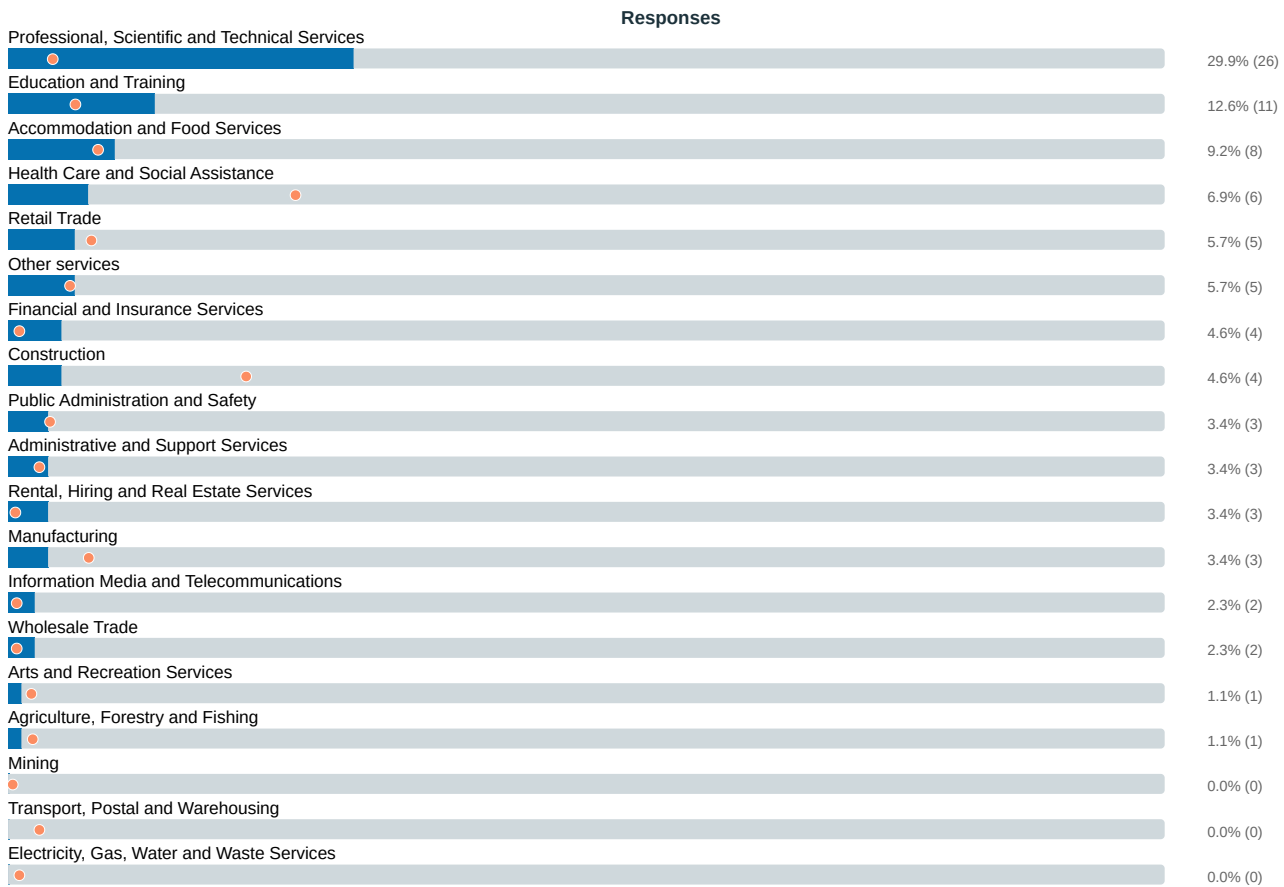 Responses
Professional, Scientific and Technical Services
29.9% (26)
Education and Training
12.6% (11)
Accommodation and Food Services
9.2% (8)
Health Care and Social Assistance
6.9% (6)
Retail Trade
5.7% (5)
Other services
5.7% (5)
Financial and Insurance Services
4.6% (4)
Construction
4.6% (4)
Public Administration and Safety
3.4% (3)
Administrative and Support Services
3.4% (3)
Rental, Hiring and Real Estate Services
3.4% (3)
Manufacturing
3.4% (3)
Information Media and Telecommunications
2.3% (2)
Wholesale Trade
2.3% (2)
Arts and Recreation Services
1.1% (1)
Agriculture, Forestry and Fishing
1.1% (1)
Mining
0.0% (0)
Transport, Postal and Warehousing
0.0% (0)
Electricity, Gas, Water and Waste Services
0.0% (0)